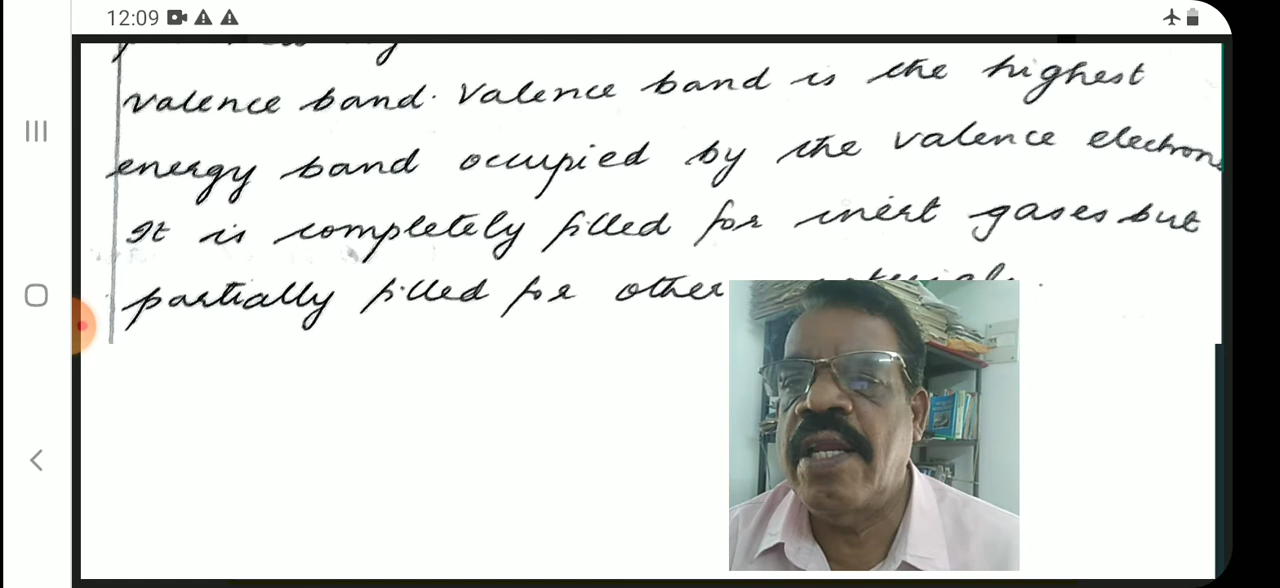 12:09
valence band. Valence band is the highest
energy band occupied by the valence electrons
It is completely filled for inert gases but
partially filled for other